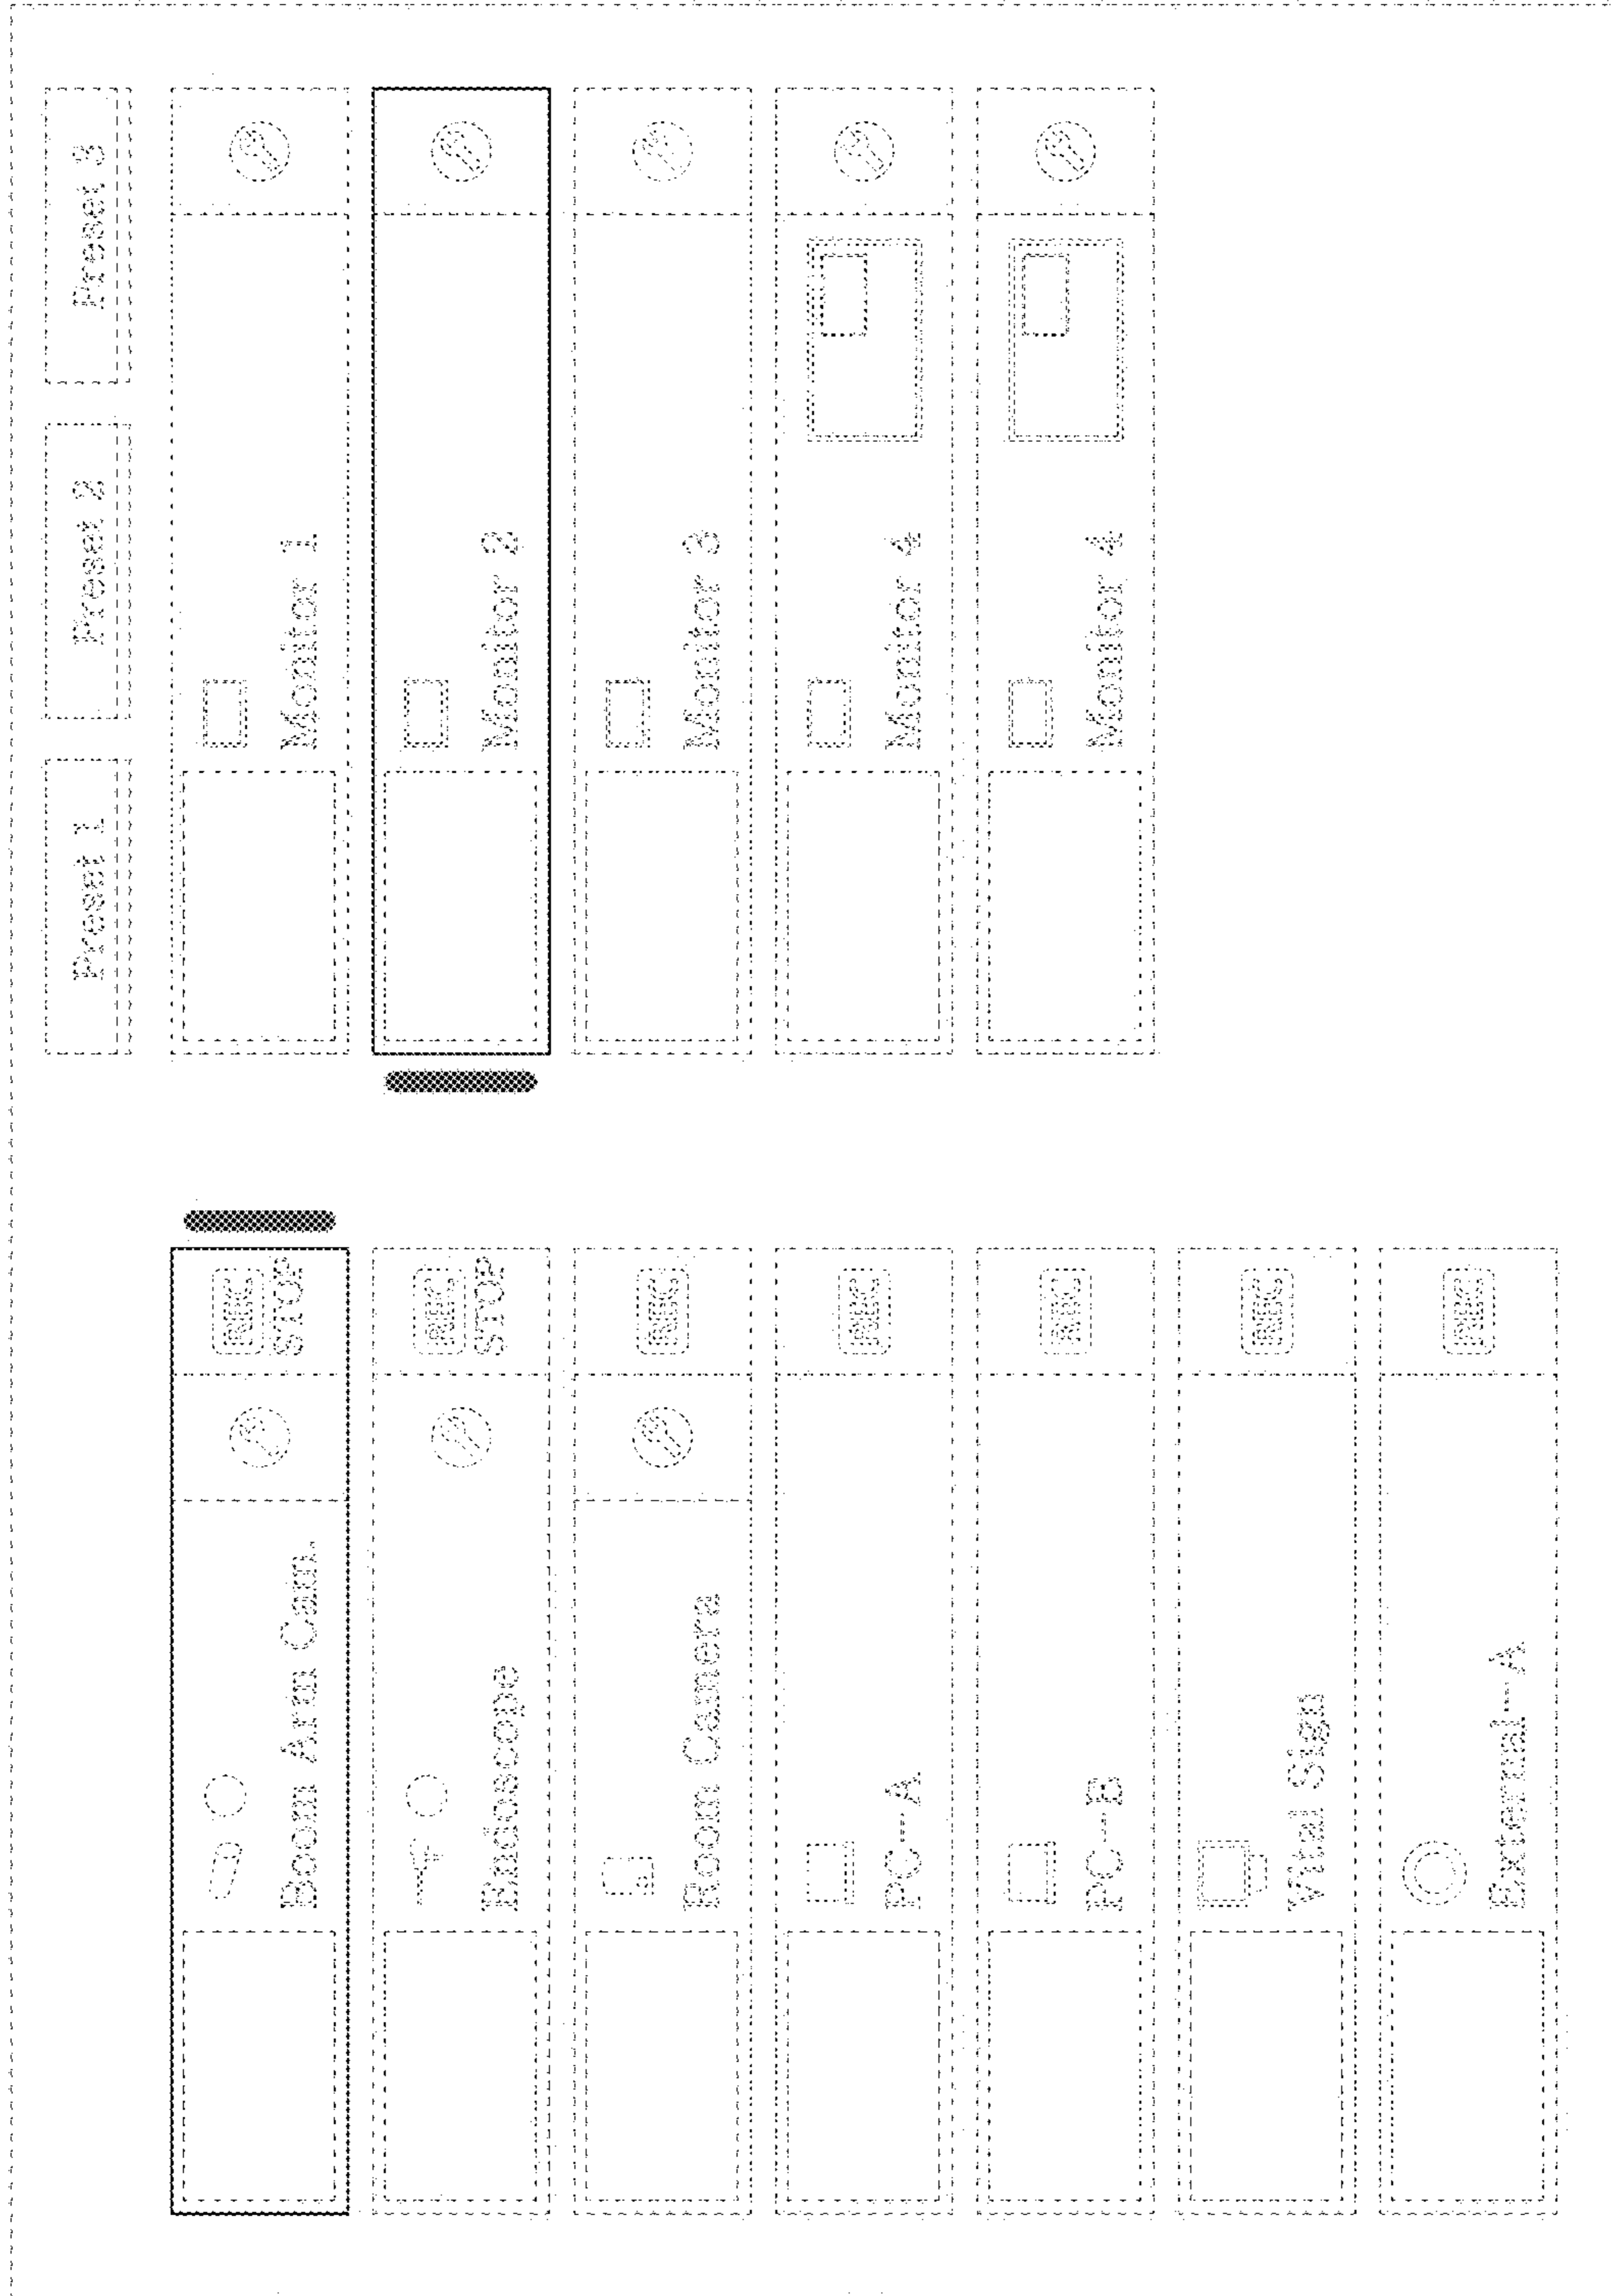 Preset 1
Preset 2
Preset 3
REC
STOP
Boom Arm Cam.
REC
STOP
Endoscope
REC
Room Camera
REC
PC-A
REC
PC-B
REC
Vital Sign
REC
External-A
Monitor 1
Monitor 2
Monitor 3
Monitor 4
Monitor 4